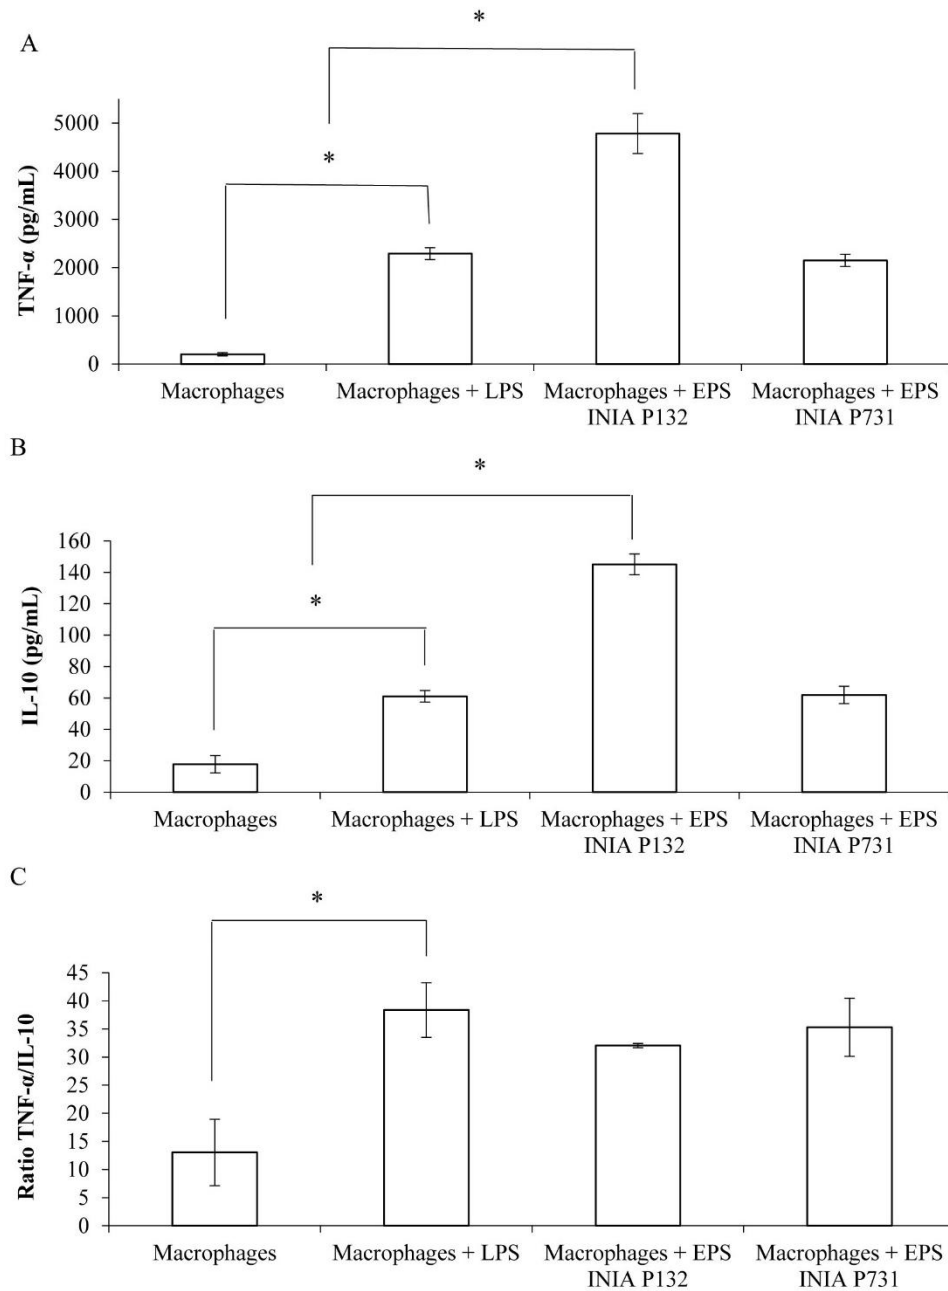 A
*
*
TNF-α (pg/mL)
5000
4000
3000
2000
1000
0
Macrophages
Macrophages + LPS
Macrophages + EPS
INIA P132
Macrophages + EPS
INIA P731
B
*
*
IL-10 (pg/mL)
160
140
120
100
80
60
40
20
0
Macrophages
Macrophages + LPS
Macrophages + EPS
INIA P132
Macrophages + EPS
INIA P731
C
*
Ratio TNF-α/IL-10
45
40
35
30
25
20
15
10
5
0
Macrophages
Macrophages + LPS
Macrophages + EPS
INIA P132
Macrophages + EPS
INIA P731